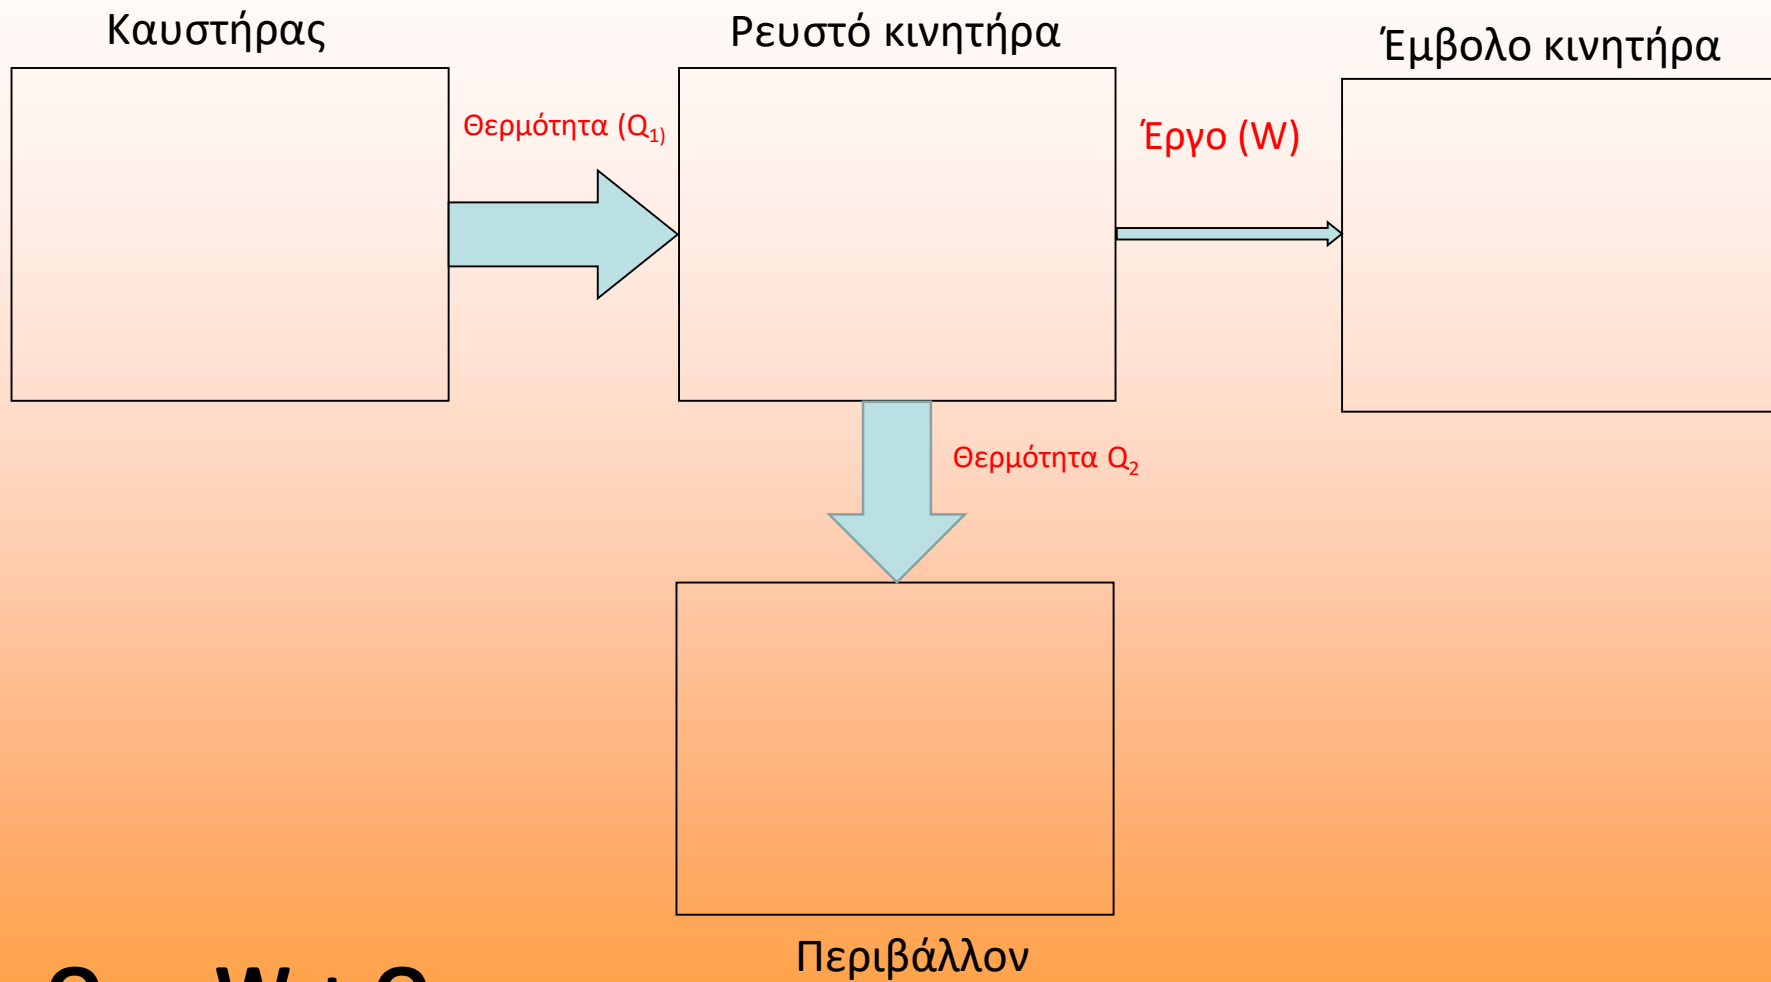 Καυστήρας
Ρευστό κινητήρα
Έμβολο κινητήρα
Θερμότητα (Q₁)
Έργο (W)
Θερμότητα Q₂
Περιβάλλον
W + Q